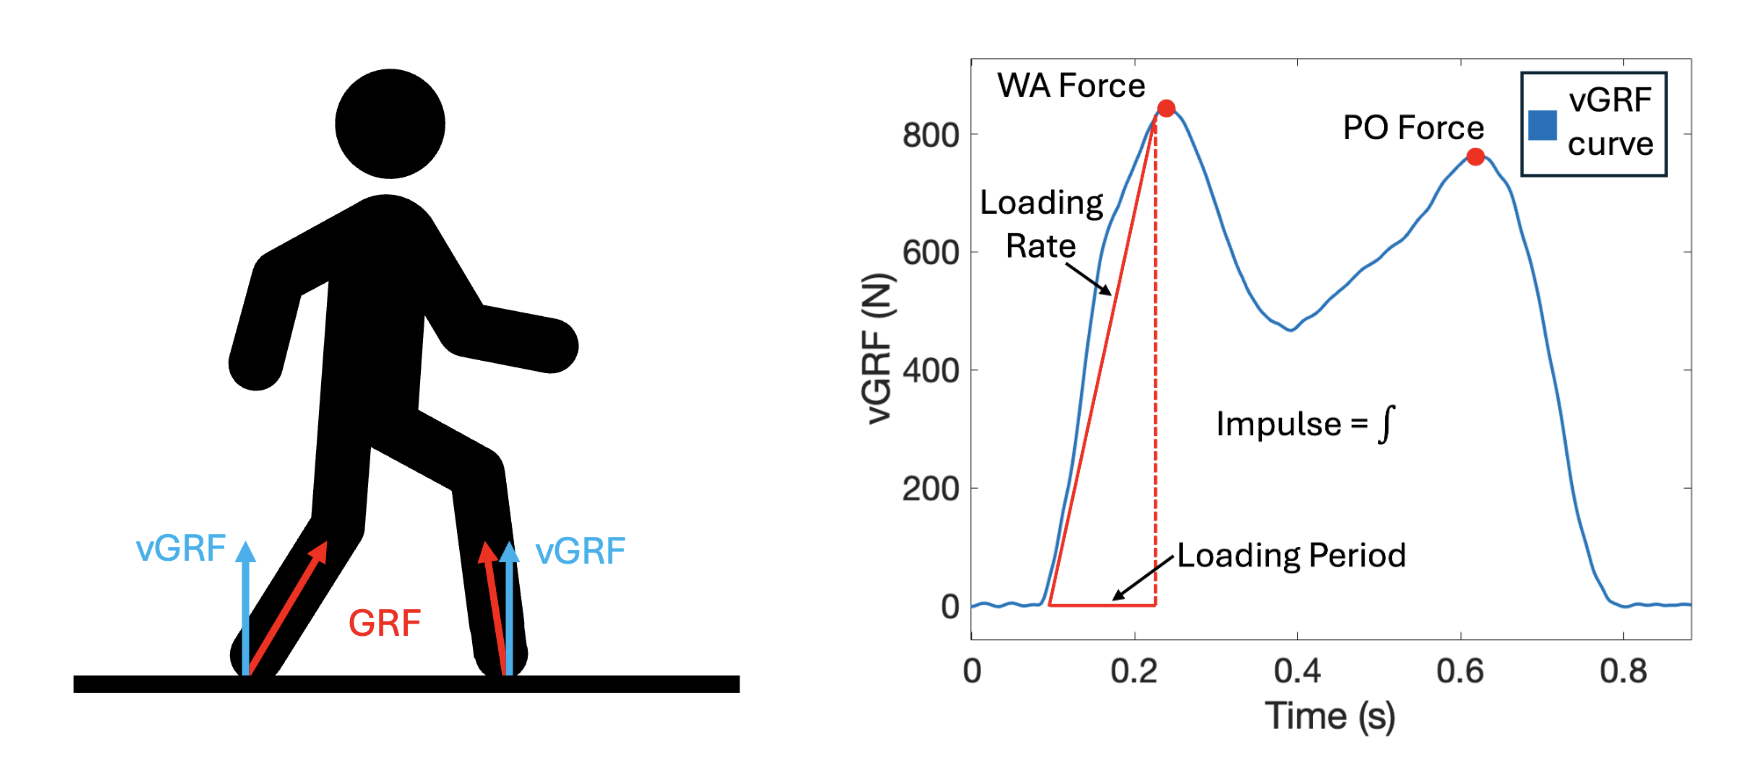 vGRF
GRF
vGRF
WA Force
PO Force
vGRF
curve
Loading
Rate
Impulse = ∫
Loading Period
vGRF (N)
800
600
400
200
0
0
0.2
0.4
0.6
0.8
Time (s)